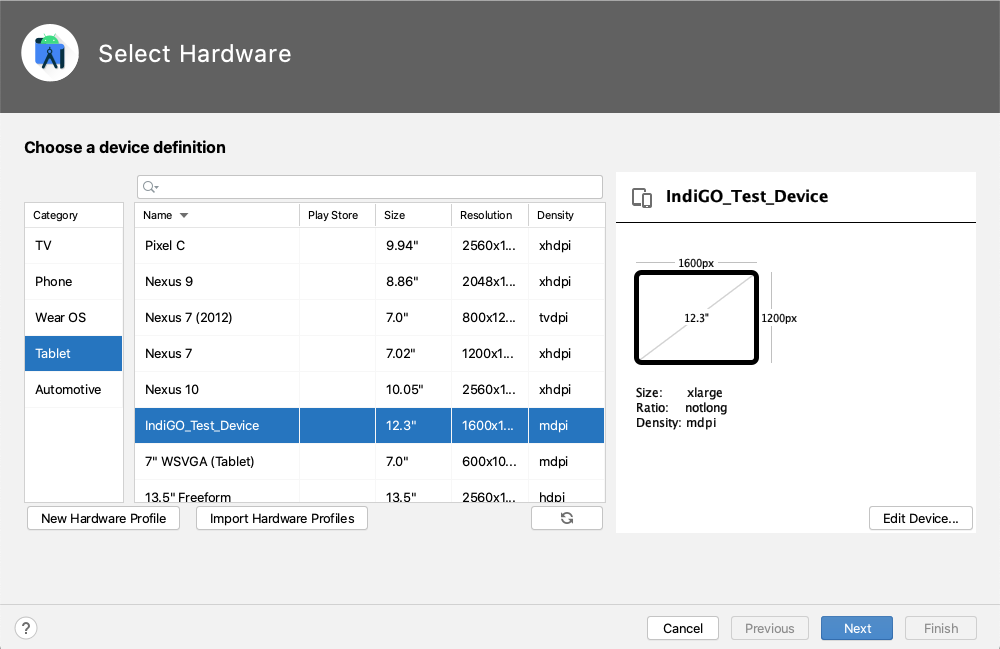 Select Hardware
Choose a device definition
Category
TV
Phone
Wear OS
Tablet
Automotive
Name Play Store Size Resolution Density
Pixel C 9.94" 2560x1... xhdpi
Nexus 9 8.86" 2048x1... xhdpi
Nexus 7 (2012) 7.0" 800x12... tvdpi
Nexus 7 7.02" 1200x1... xhdpi
Nexus 10 10.05" 2560x1... xhdpi
IndiGO_Test_Device 12.3" 1600x1... mdpi
7" WSVGA (Tablet) 7.0" 600x10... mdpi
13.5" Freeform 13.5" 2560x1... hdpi
New Hardware Profile Import Hardware Profiles
IndiGO_Test_Device
1600px
12.3"
1200px
Size: xlarge
Ratio: notlong
Density: mdpi
Edit Device...
? Cancel Previous Next Finish